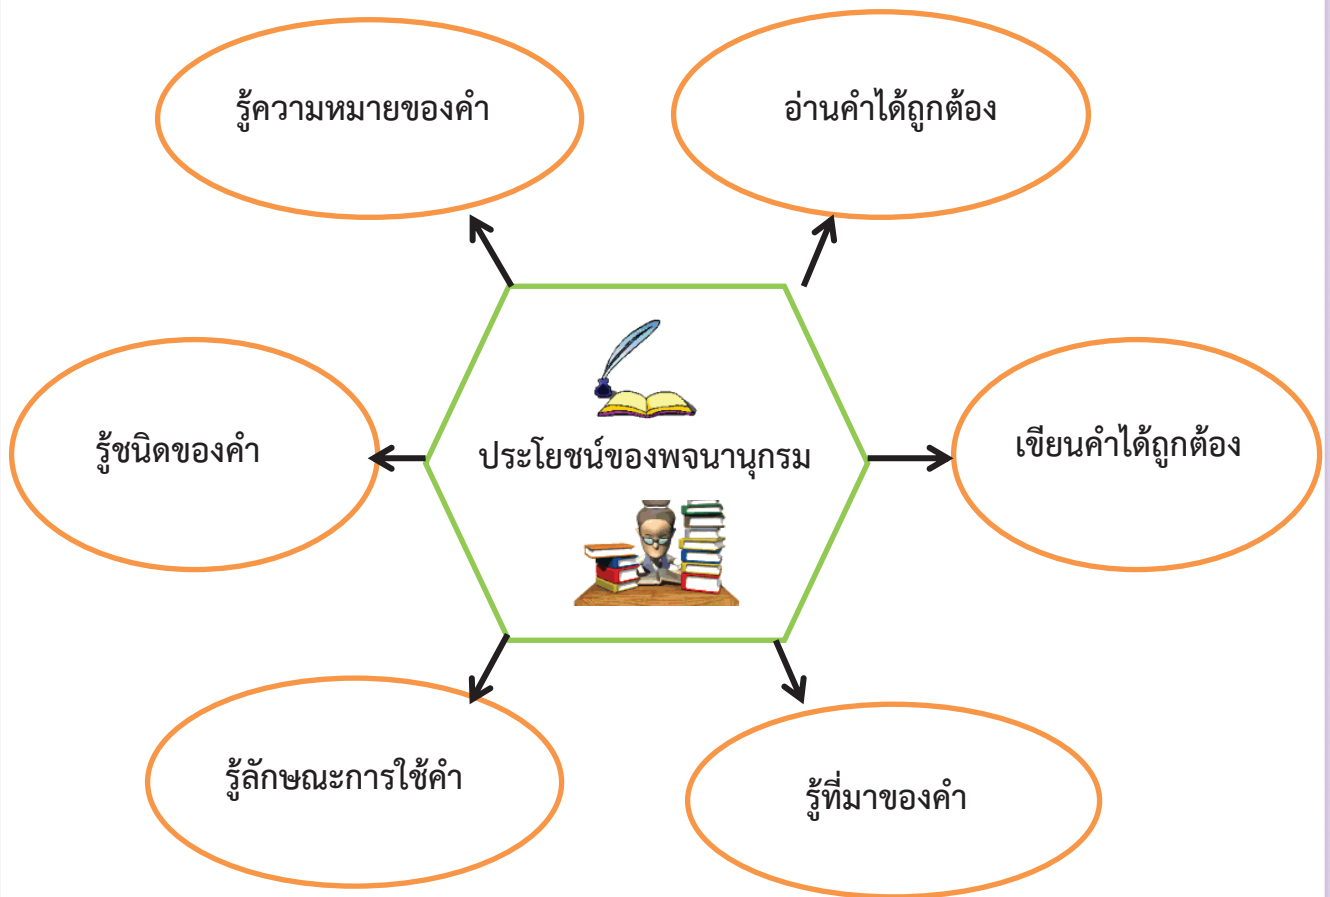 รู้ความหมายของคำ
อ่านคำได้ถูกต้อง
รู้ชนิดของคำ
ประโยชน์ของพจนานุกรม
เขียนคำได้ถูกต้อง
รู้ลักษณะการใช้คำ
รู้ที่มาของคำ